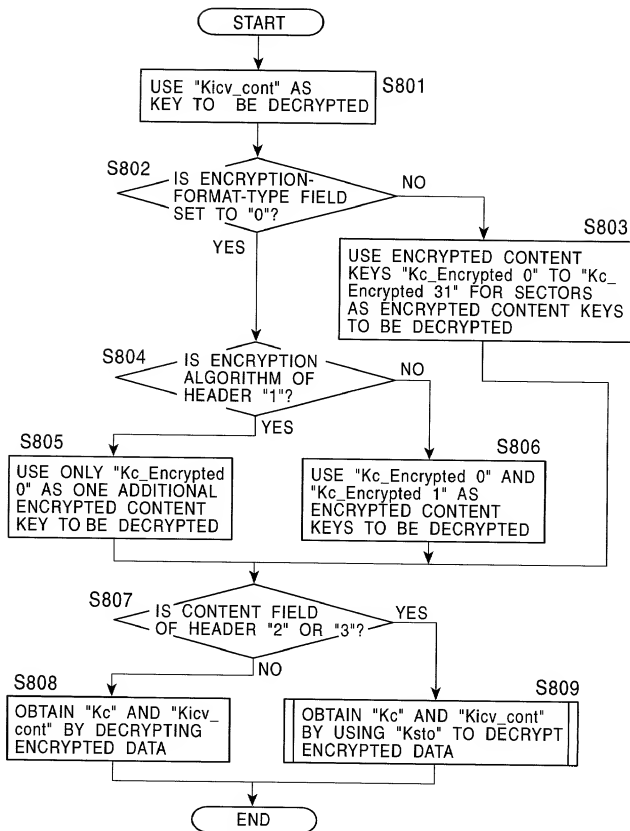 START
S801
USE "Kicv_cont" AS
KEY TO BE DECRYPTED
S802
IS ENCRYPTION-
FORMAT-TYPE FIELD
SET TO "0"?
NO
YES
S803
USE ENCRYPTED CONTENT
KEYS "Kc_Encrypted 0" TO "Kc_
Encrypted 31" FOR SECTORS
AS ENCRYPTED CONTENT KEYS
TO BE DECRYPTED
S804
IS ENCRYPTION
ALGORITHM OF
HEADER "1"?
NO
YES
S805
USE ONLY "Kc_Encrypted
0" AS ONE ADDITIONAL
ENCRYPTED CONTENT
KEY TO BE DECRYPTED
S806
USE "Kc_Encrypted 0" AND
"Kc_Encrypted 1" AS
ENCRYPTED CONTENT
KEYS TO BE DECRYPTED
S807
IS CONTENT FIELD
OF HEADER "2" OR "3"?
YES
NO
S808
OBTAIN "Kc" AND "Kicv_
cont" BY DECRYPTING
ENCRYPTED DATA
S809
OBTAIN "Kc" AND "Kicv_cont"
BY USING "Ksto" TO DECRYPT
ENCRYPTED DATA
END